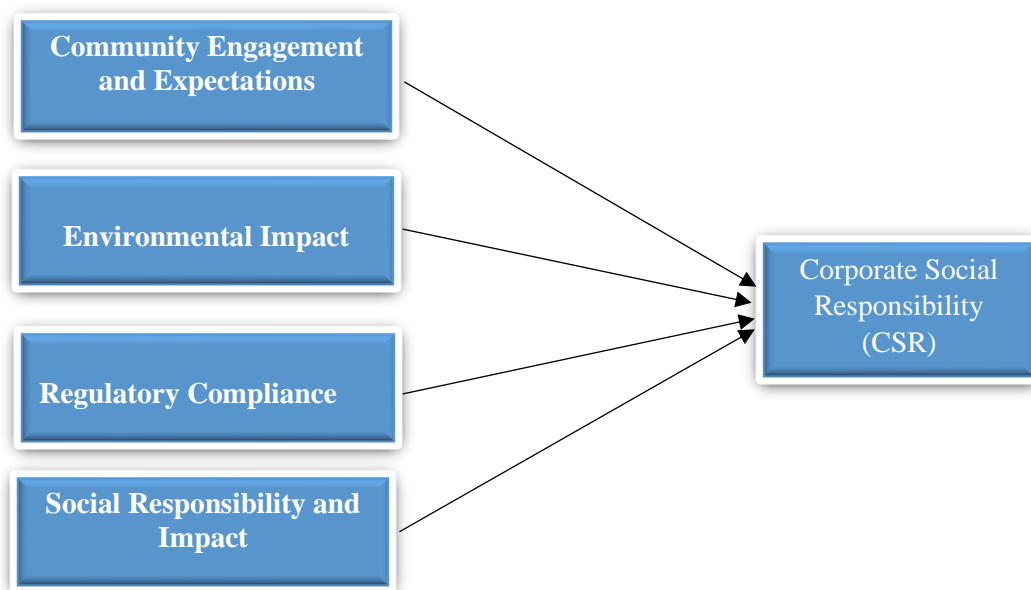 Community Engagement
and Expectations
Environmental Impact
Regulatory Compliance
Social Responsibility and
Impact
Corporate Social
Responsibility
(CSR)